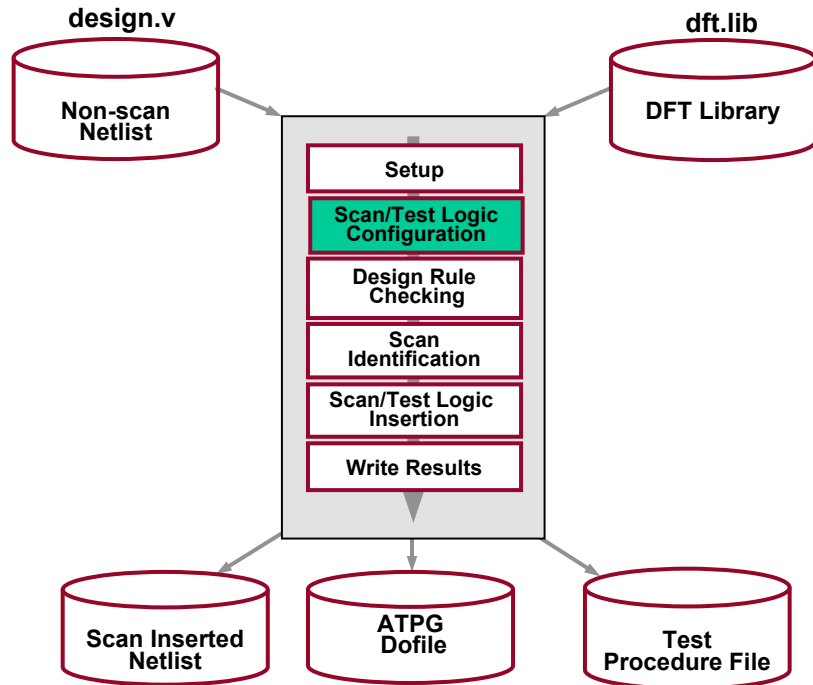 design.v
dft.lib
Non-scan
Netlist
DFT Library
Setup
Scan/Test Logic
Configuration
Design Rule
Checking
Scan
Identification
Scan/Test Logic
Insertion
Write Results
Scan Inserted
Netlist
ATPG
Dofile
Test
Procedure File